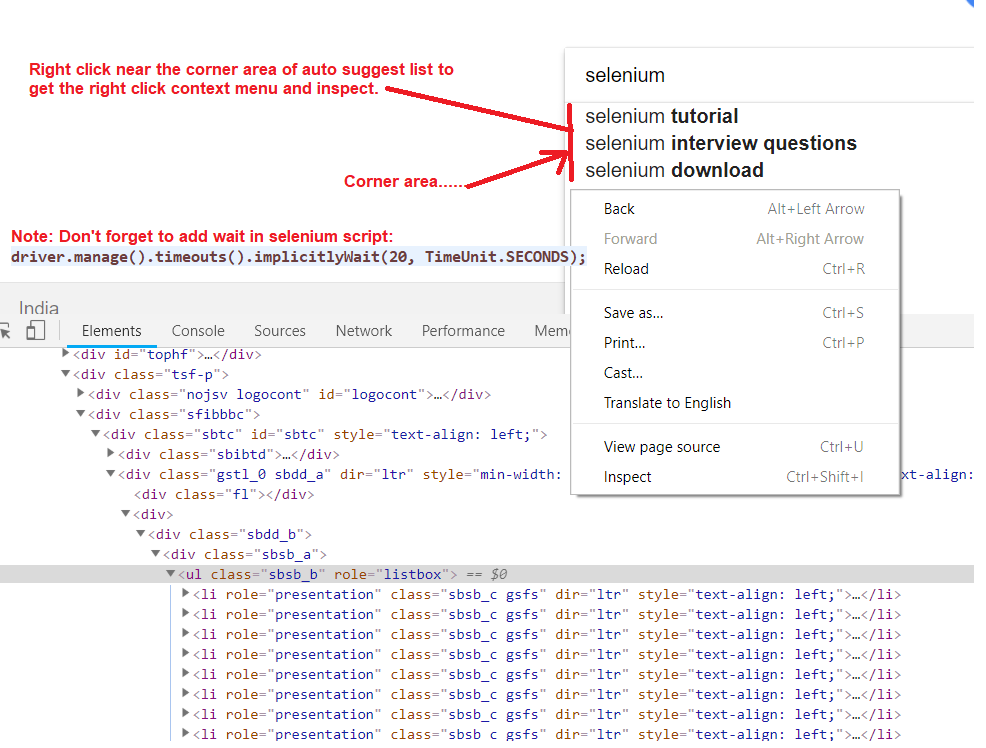 selenium
Right click near the corner area of auto suggest list to
get the right click context menu and inspect.
selenium tutorial
selenium interview questions
selenium download
Corner area......
Back Alt+Left Arrow
Forward Alt+Right Arrow
Reload Ctrl+R
Save as... Ctrl+S
Print... Ctrl+P
Cast...
Translate to English
View page source Ctrl+U
Inspect Ctrl+Shift+I
Note: Don't forget to add wait in selenium script:
driver.manage().timeouts().implicitlyWait(20, TimeUnit.SECONDS);
India
Elements Console Sources Network Performance Mem
<div id="tophf">…</div>
<div class="tsf-p">
<div class="nojsv logocont" id="logocont">…</div>
<div class="sfibbbc">
<div class="sbtc" id="sbtc" style="text-align: left;">
<div class="sbibtd">…</div>
<div class="gstl_0 sbdd_a" dir="ltr" style="min-width: xt-align:
<div class="fl"></div>
<div>
<div class="sbdd_b">
<div class="sbsb_a">
<ul class="sbsb_b" role="listbox"> == $0
<li role="presentation" class="sbsb_c gsfs" dir="ltr" style="text-align: left;">…</li>
<li role="presentation" class="sbsb_c gsfs" dir="ltr" style="text-align: left;">…</li>
<li role="presentation" class="sbsb_c gsfs" dir="ltr" style="text-align: left;">…</li>
<li role="presentation" class="sbsb_c gsfs" dir="ltr" style="text-align: left;">…</li>
<li role="presentation" class="sbsb_c gsfs" dir="ltr" style="text-align: left;">…</li>
<li role="presentation" class="sbsb_c gsfs" dir="ltr" style="text-align: left;">…</li>
<li role="presentation" class="sbsb_c gsfs" dir="ltr" style="text-align: left;">…</li>
<li role="presentation" class="sbsb_c gsfs" dir="ltr" style="text-align: left;">…</li>